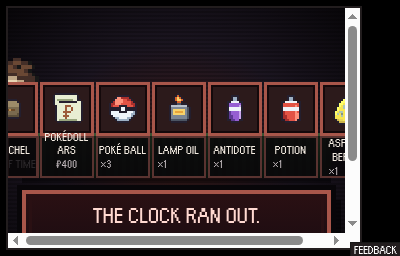 CHEL
F TIME
POKÉDOLL
ARS
₽400
POKÉ BALL
×3
LAMP OIL
×1
ANTIDOTE
×1
POTION
×1
ASP
BE
×1
THE CLOCK RAN OUT.
FEEDBACK